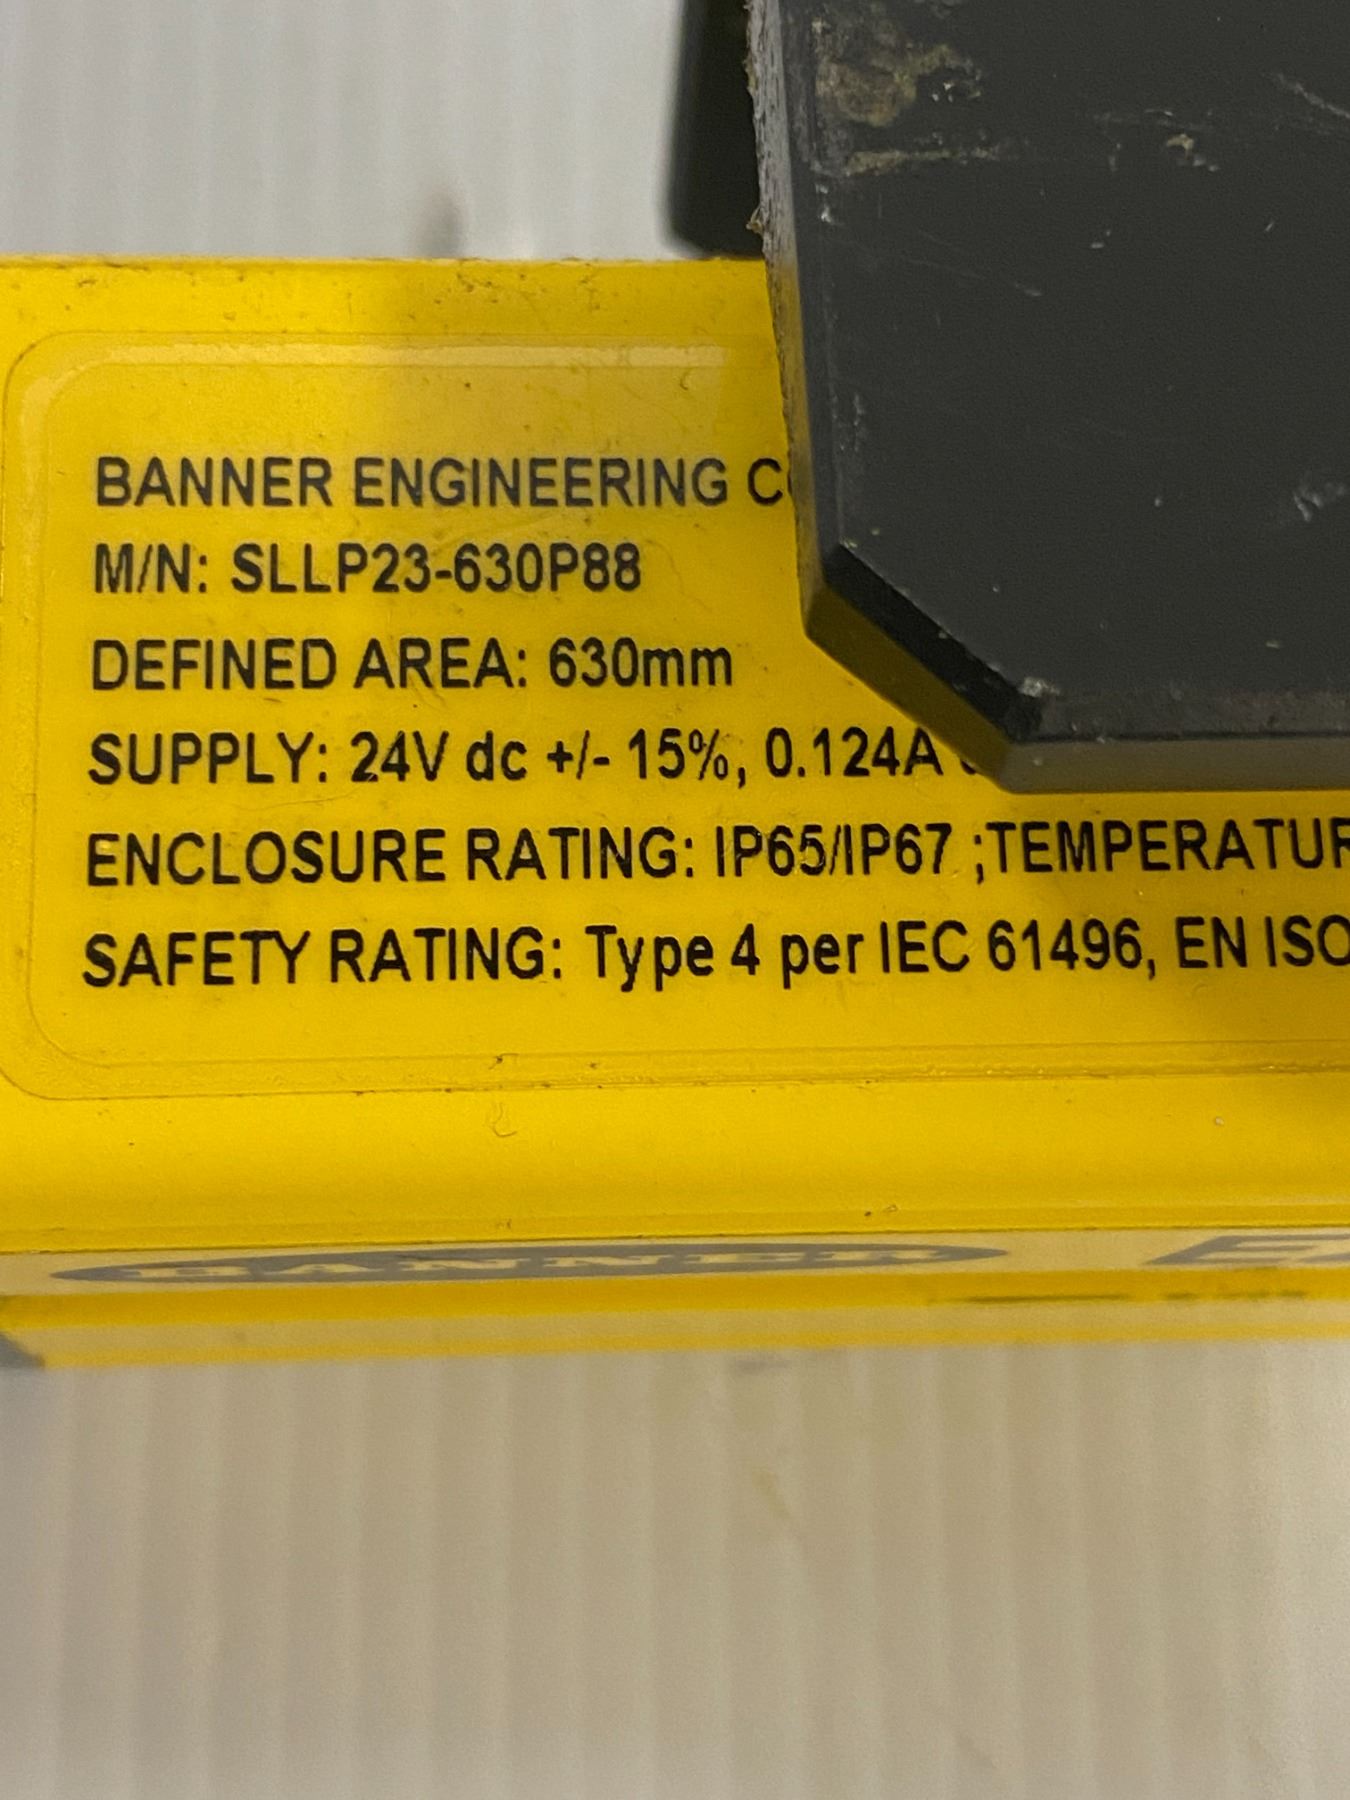 BANNER ENGINEERING C
M/N: SLLP23-630P88
DEFINED AREA: 630mm
SUPPLY: 24V dc +/- 15%, 0.124A
ENCLOSURE RATING: IP65/IP67 ;TEMPERATUR
SAFETY RATING: Type 4 per IEC 61496, EN ISO
BANNER